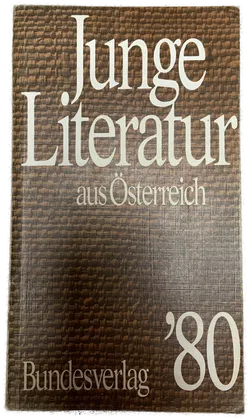 Junge
Literatur
aus Österreich
'80
Bundesverlag